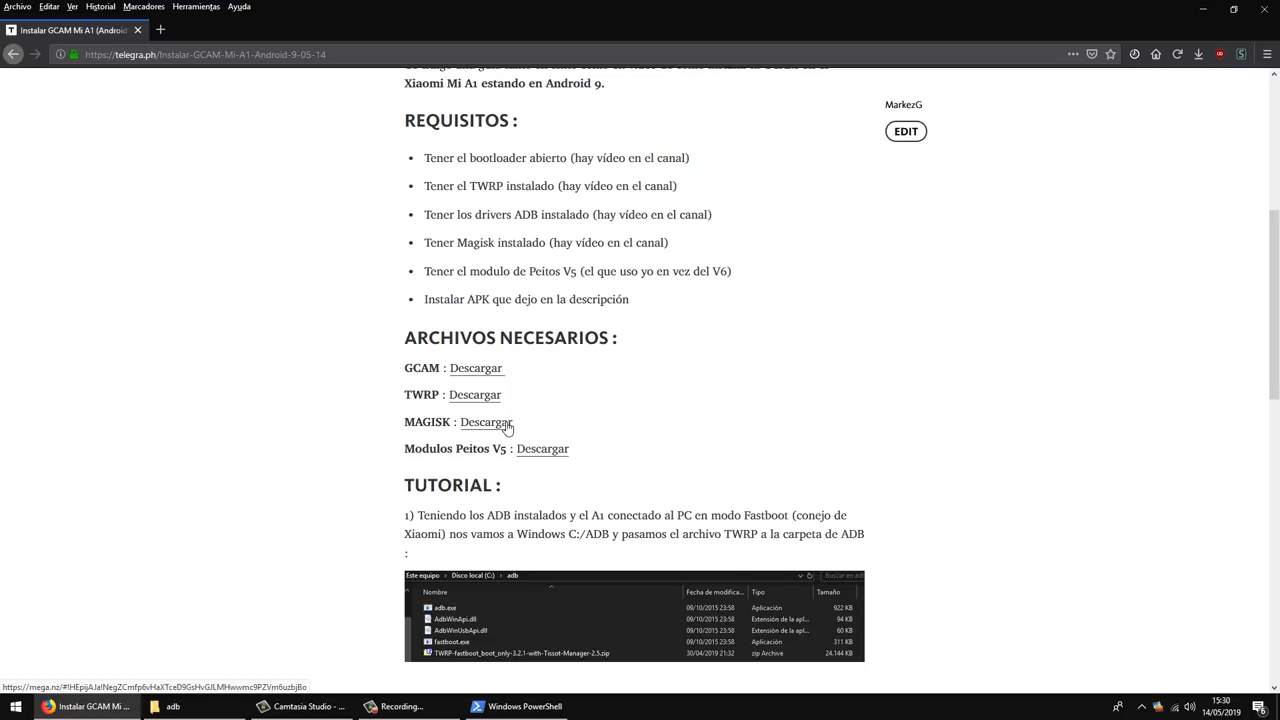 Archivo Editar Ver Historial Marcadores Herramientas Ayuda
Instalar GCAM Mi A1 (Android
https://telegra.ph/Instalar-GCAM-Mi-A1-Android-9-05-14
Xiaomi Mi A1 estando en Android 9.
MarkezG
EDIT
REQUISITOS :
• Tener el bootloader abierto (hay vídeo en el canal)
• Tener el TWRP instalado (hay vídeo en el canal)
• Tener los drivers ADB instalado (hay vídeo en el canal)
• Tener Magisk instalado (hay vídeo en el canal)
• Tener el modulo de Peitos V5 (el que uso yo en vez del V6)
• Instalar APK que dejo en la descripción
ARCHIVOS NECESARIOS :
GCAM : Descargar
TWRP : Descargar
MAGISK : Descargar
Modulos Peitos V5 : Descargar
TUTORIAL :
1) Teniendo los ADB instalados y el A1 conectado al PC en modo Fastboot (conejo de
Xiaomi) nos vamos a Windows C:/ADB y pasamos el archivo TWRP a la carpeta de ADB
:
Este equipo > Disco local (C:) > adb Buscar en ad
Nombre Fecha de modifica... Tipo Tamaño
adb.exe 09/10/2015 23:58 Aplicación 922 KB
AdbWinApi.dll 09/10/2015 23:58 Extensión de la apl... 94 KB
AdbWinUsbApi.dll 09/10/2015 23:58 Extensión de la apl... 60 KB
fastboot.exe 09/10/2015 23:58 Aplicación 311 KB
TWRP-fastboot_boot_only-3.2.1-with-Tissot-Manager-2.5.zip 30/04/2019 21:32 zip Archive 24.144 KB
Instalar GCAM Mi ... adb Camtasia Studio - ... Recording... Windows PowerShell
15:30
14/05/2019